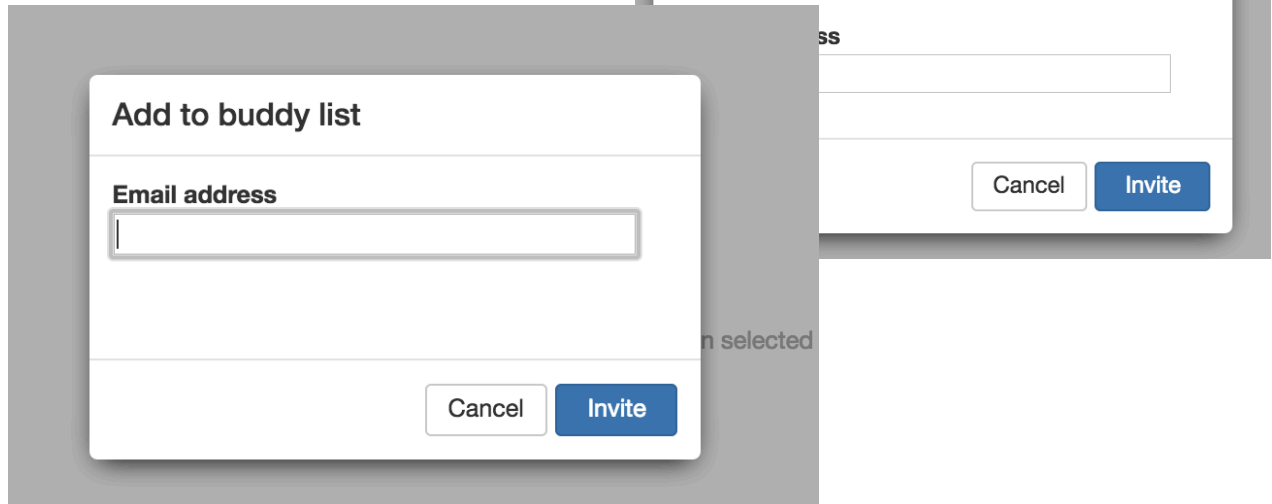 Add to buddy list
Email address
n selected
Cancel
Invite
ss
Cancel
Invite